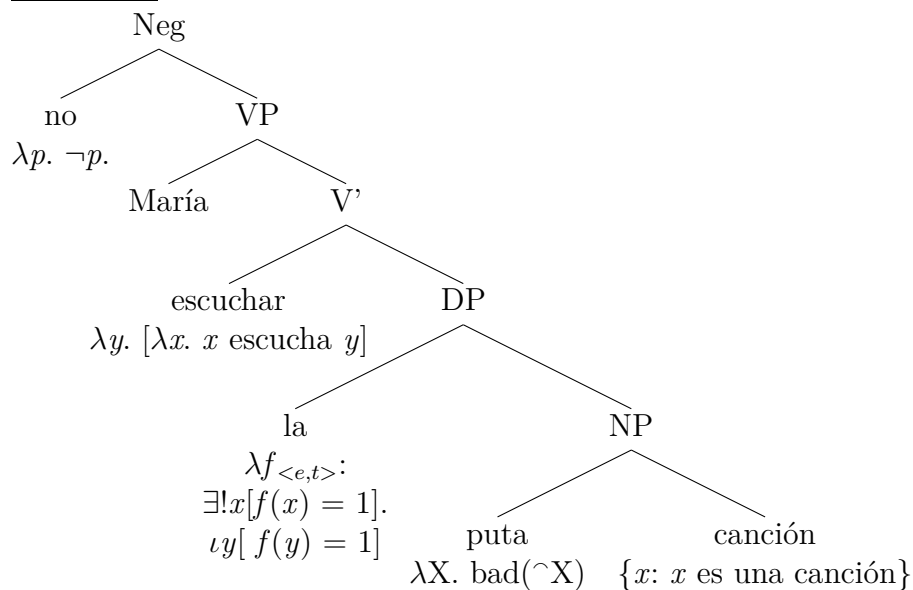 Neg
no VP
λp. ¬p.
María V'
escuchar DP
λy. [λx. x escucha y]
la NP
λf<e,t>:
∃!x[f(x) = 1].
ιy[ f(y) = 1]
puta canción
λX. bad(⌒X) {x: x es una canción}